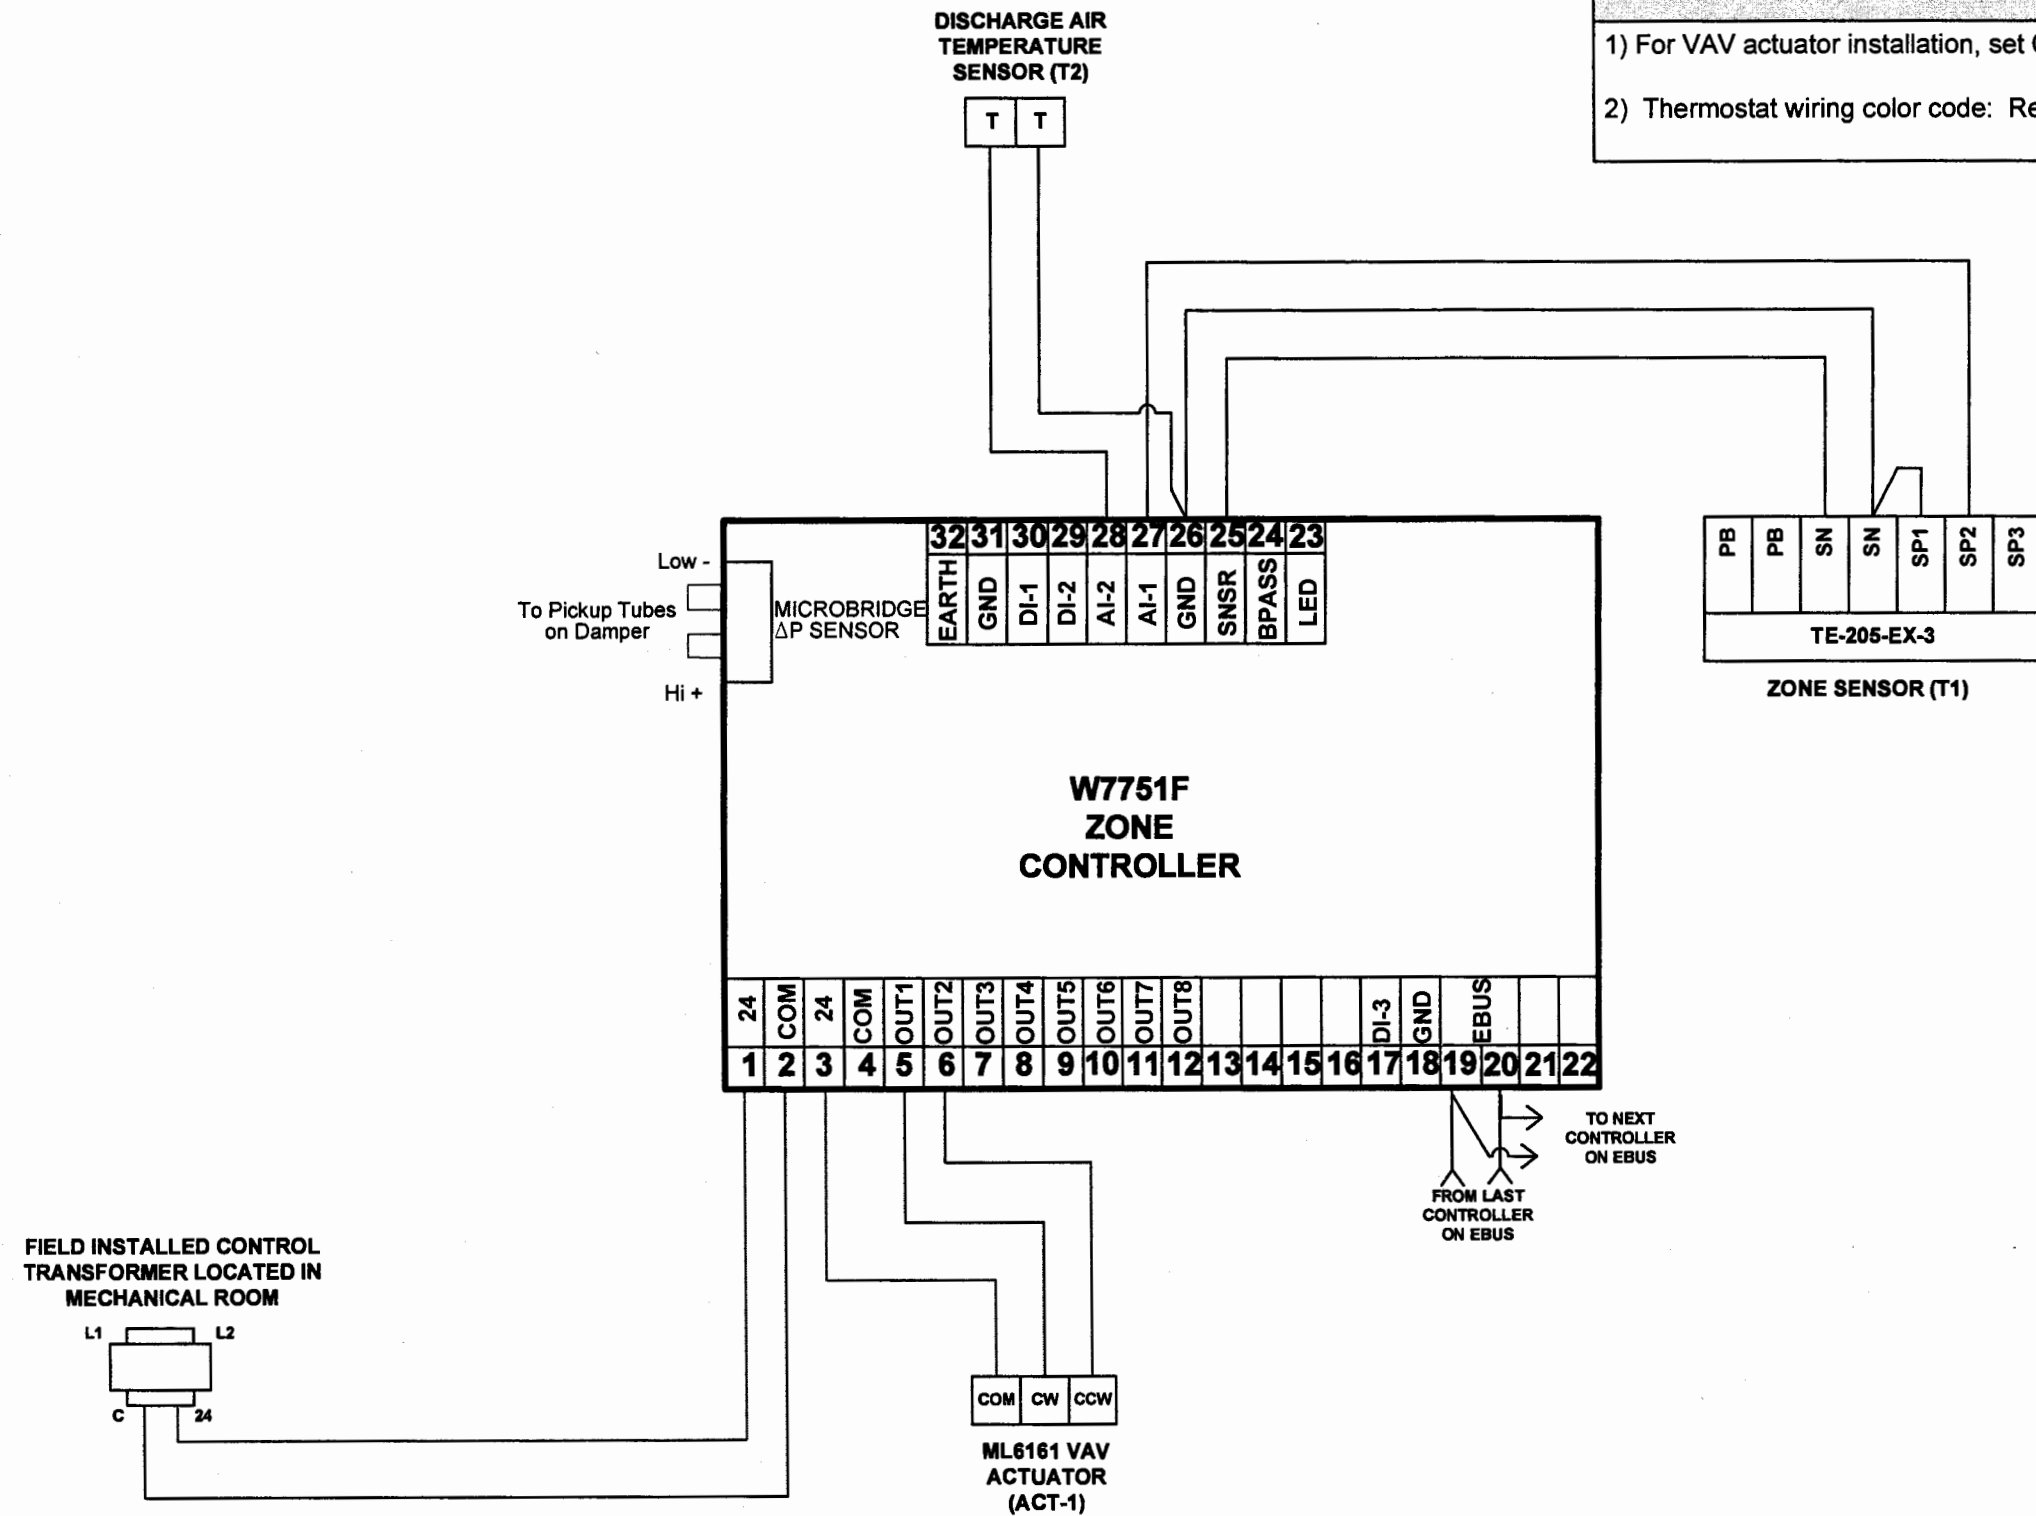 DISCHARGE AIR
TEMPERATURE
SENSOR (T2)
T T
1) For VAV actuator installation, set
2) Thermostat wiring color code:
32 31 30 29 28 27 26 25 24 23
EARTH GND DI-1 DI-2 AI-2 AI-1 GND SNSR BPASS LED
Low -
To Pickup Tubes
on Damper
Hi +
MICROBRIDGE
ΔP SENSOR
PB PB SN SN SP1 SP2 SP3
TE-205-EX-3
ZONE SENSOR (T1)
W7751F
ZONE
CONTROLLER
24 COM 24 COM OUT1 OUT2 OUT3 OUT4 OUT5 OUT6 OUT7 OUT8 DI-3 GND EBUS
1 2 3 4 5 6 7 8 9 10 11 12 13 14 15 16 17 18 19 20 21 22
TO NEXT
CONTROLLER
ON EBUS
FROM LAST
CONTROLLER
ON EBUS
FIELD INSTALLED CONTROL
TRANSFORMER LOCATED IN
MECHANICAL ROOM
L1 L2
C 24
COM CW CCW
ML6161 VAV
ACTUATOR
(ACT-1)